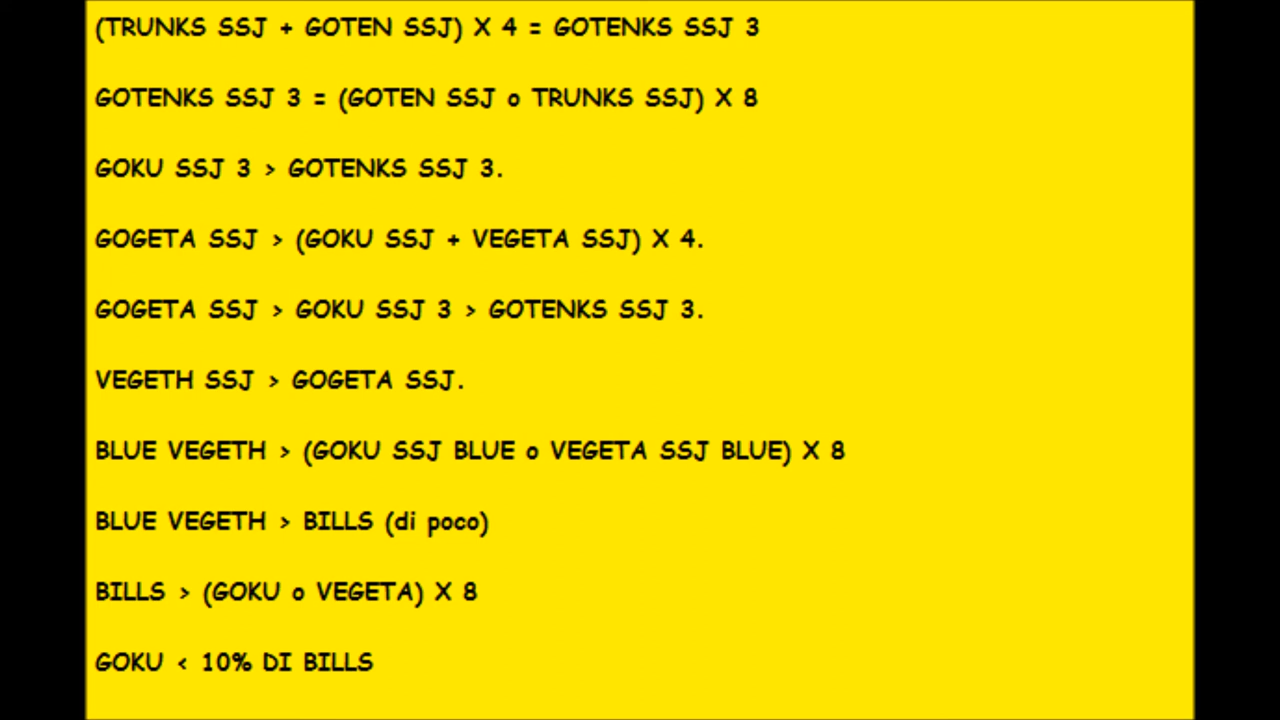 (TRUNKS SSJ + GOTEN SSJ) X 4 = GOTENKS SSJ 3
GOTENKS SSJ 3 = (GOTEN SSJ o TRUNKS SSJ) X 8
GOKU SSJ 3 > GOTENKS SSJ 3.
GOGETA SSJ > (GOKU SSJ + VEGETA SSJ) X 4.
GOGETA SSJ > GOKU SSJ 3 > GOTENKS SSJ 3.
VEGETH SSJ > GOGETA SSJ.
BLUE VEGETH > (GOKU SSJ BLUE o VEGETA SSJ BLUE) X 8
BLUE VEGETH > BILLS (di poco)
BILLS > (GOKU o VEGETA) X 8
GOKU < 10% DI BILLS